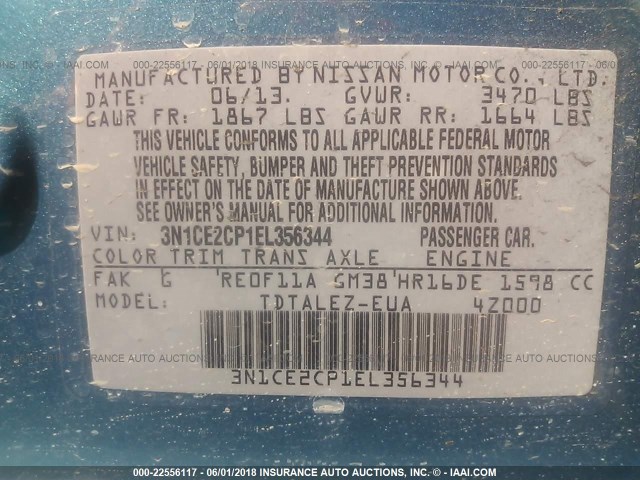 © IAAI.COM 000-22556117 - 06/01/2018 INSURANCE AUTO AUCTIONS - © IAAI.COM
MANUFACTURED BY NISSAN MOTOR CO., LTD.
DATE: 06/13. GVWR: 3470 LBS
GAWR FR: 1867 LBS GAWR RR: 1664 LBS
THIS VEHICLE CONFORMS TO ALL APPLICABLE FEDERAL MOTOR
VEHICLE SAFETY, BUMPER AND THEFT PREVENTION STANDARDS
IN EFFECT ON THE DATE OF MANUFACTURE SHOWN ABOVE.
SEE OWNER'S MANUAL FOR ADDITIONAL INFORMATION.
VIN: 3N1CE2CP1EL356344 PASSENGER CAR.
COLOR TRIM TRANS AXLE ENGINE
FAK G 'RE0F11A GM38'HR16DE 1598 CC
MODEL: TDTALEZ-EUA 4Z000
3N1CE2CP1EL356344
000-22556117 - 06/01/2018 INSURANCE AUTO AUCTIONS - © IAAI.COM